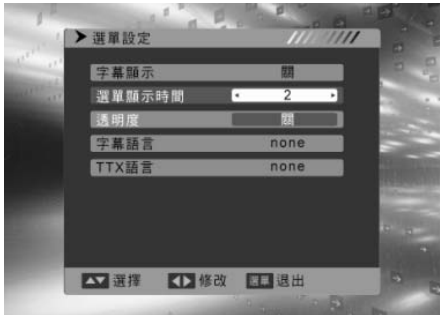 選單設定
字幕顯示 關
選單顯示時間 2
透明度 關
字幕語言 none
TTX語言 none
選擇 修改 選單 退出